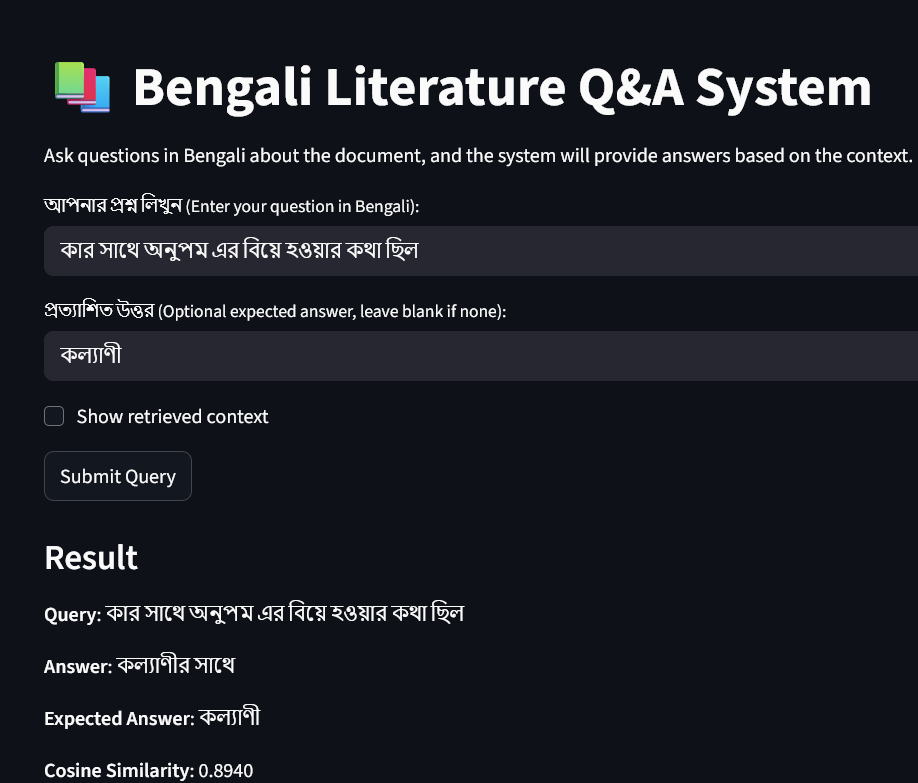 Bengali Literature Q&A System
Ask questions in Bengali about the document, and the system will provide answers based on the context.
আপনার প্রশ্ন লিখুন (Enter your question in Bengali):
কার সাথে অনুপম এর বিয়ে হওয়ার কথা ছিল
প্রত্যাশিত উত্তর (Optional expected answer, leave blank if none):
কল্যাণী
Show retrieved context
Submit Query
Result
Query: কার সাথে অনুপম এর বিয়ে হওয়ার কথা ছিল
Answer: কল্যাণীর সাথে
Expected Answer: কল্যাণী
Cosine Similarity: 0.8940